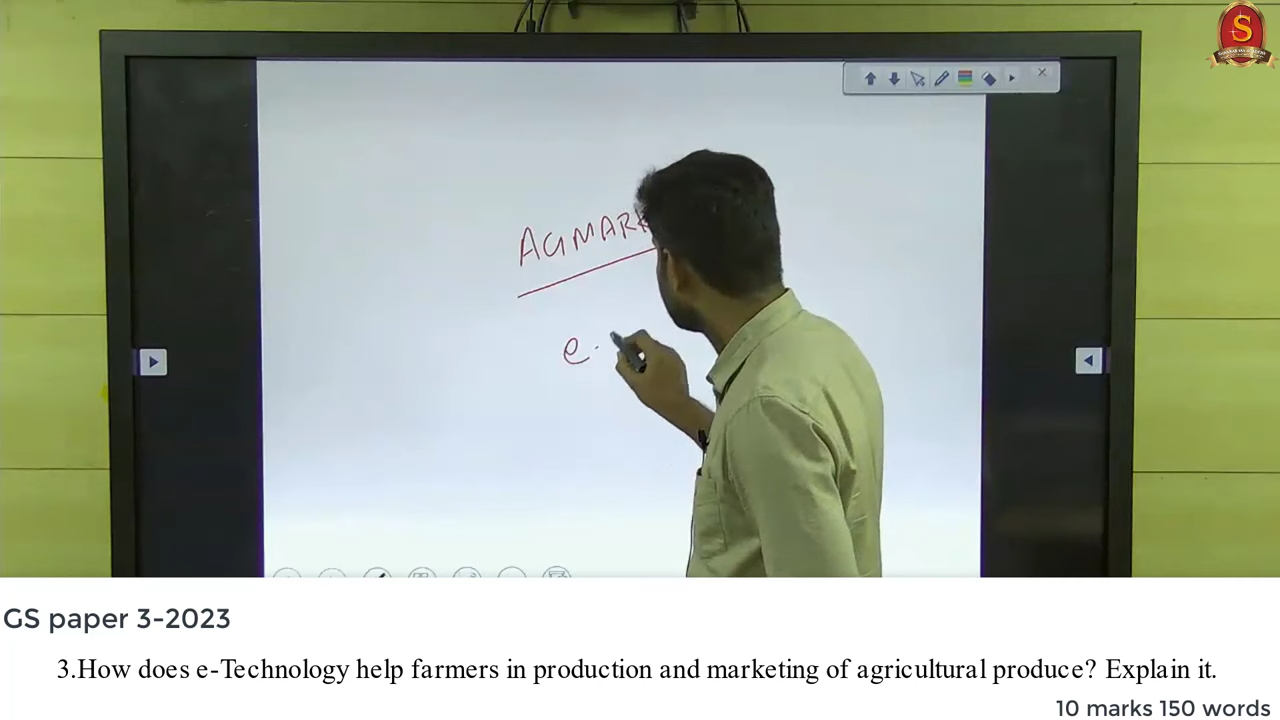 S
AGMARK
e.
GS paper 3-2023
3.How does e-Technology help farmers in production and marketing of agricultural produce? Explain it.
10 marks 150 words